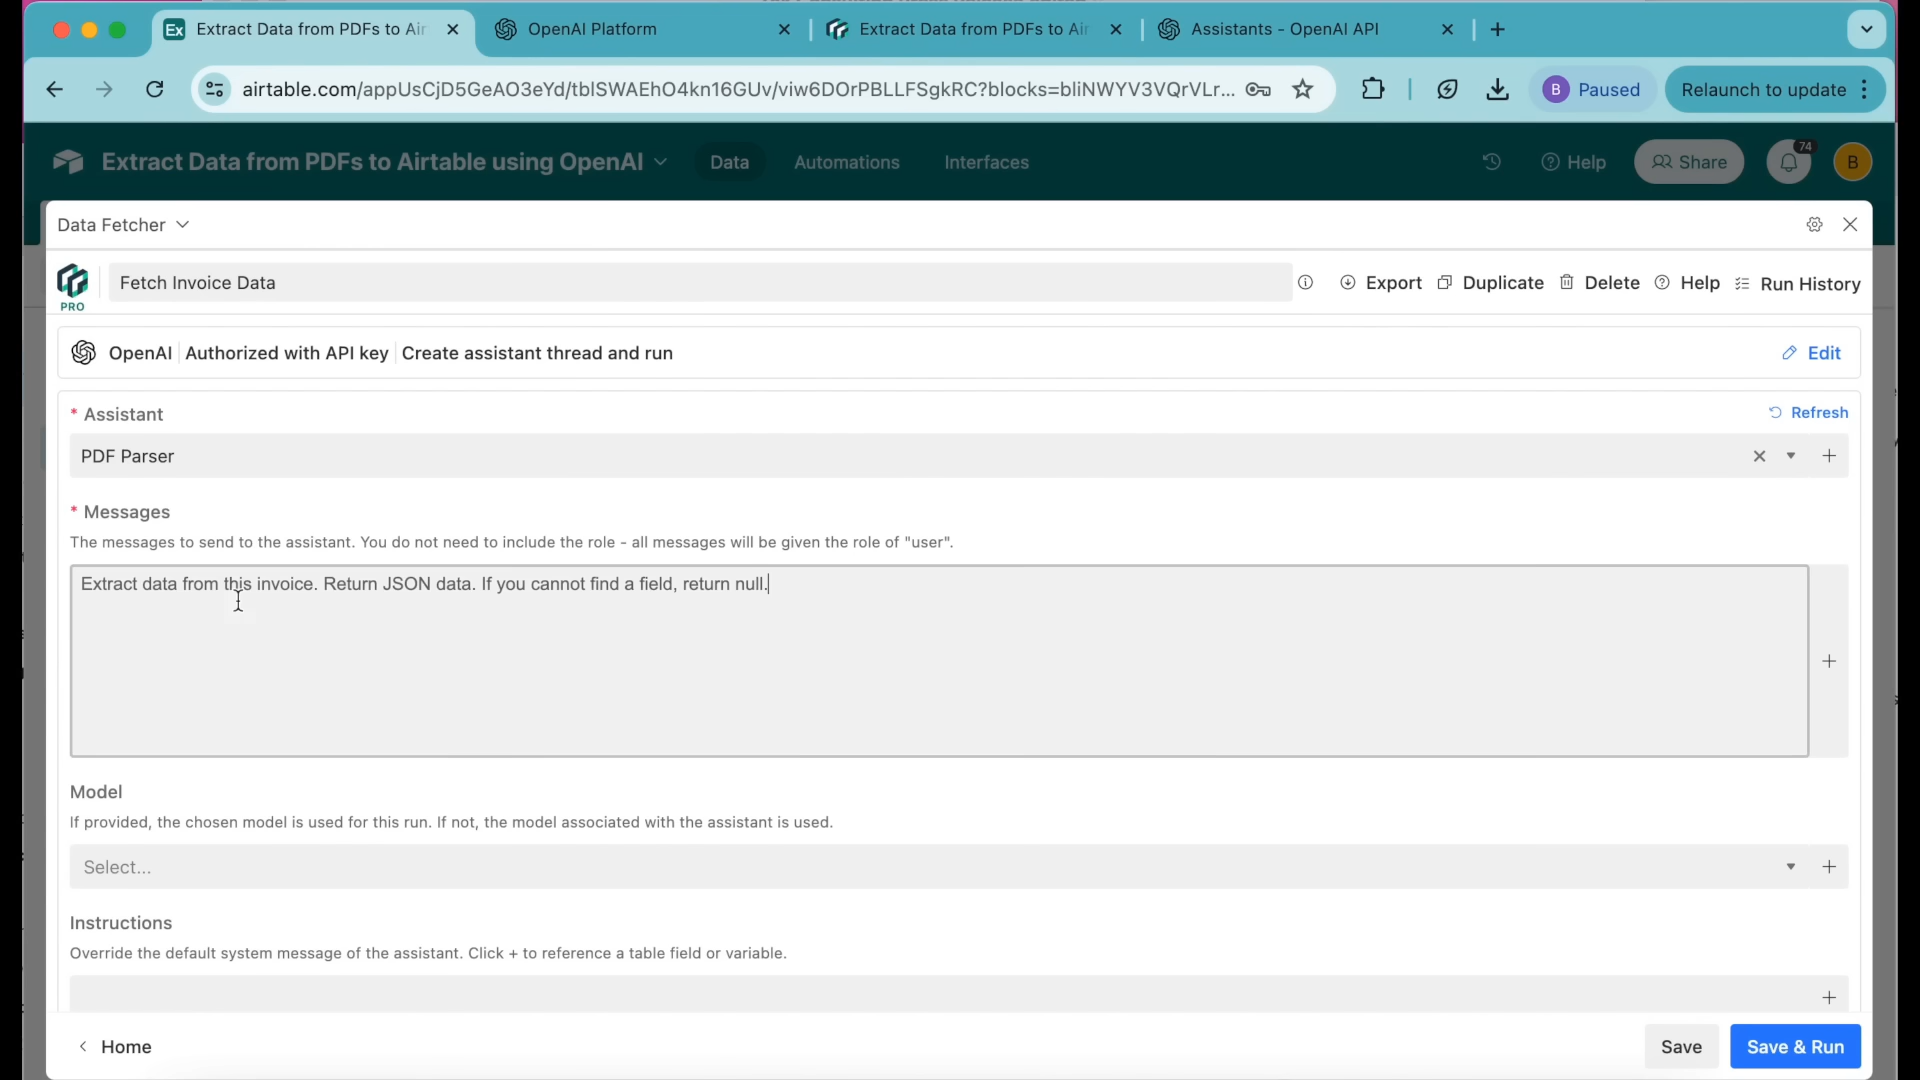 Ex Extract Data from PDFs to Air
OpenAI Platform
Extract Data from PDFs to Air
Assistants - OpenAI API
airtable.com/appUsCjD5GeAO3eYd/tblSWAEhO4kn16GUv/viw6DOrPBLLFSgkRC?blocks=bliNWYV3VQrVLr...
B Paused
Relaunch to update
Extract Data from PDFs to Airtable using OpenAI
Data
Automations
Interfaces
Help
Share
74
B
Data Fetcher
PRO
Fetch Invoice Data
Export
Duplicate
Delete
Help
Run History
OpenAI Authorized with API key Create assistant thread and run
Edit
* Assistant
Refresh
PDF Parser
* Messages
The messages to send to the assistant. You do not need to include the role - all messages will be given the role of "user".
Extract data from this invoice. Return JSON data. If you cannot find a field, return null.
Model
If provided, the chosen model is used for this run. If not, the model associated with the assistant is used.
Select...
Instructions
Override the default system message of the assistant. Click + to reference a table field or variable.
Home
Save
Save & Run